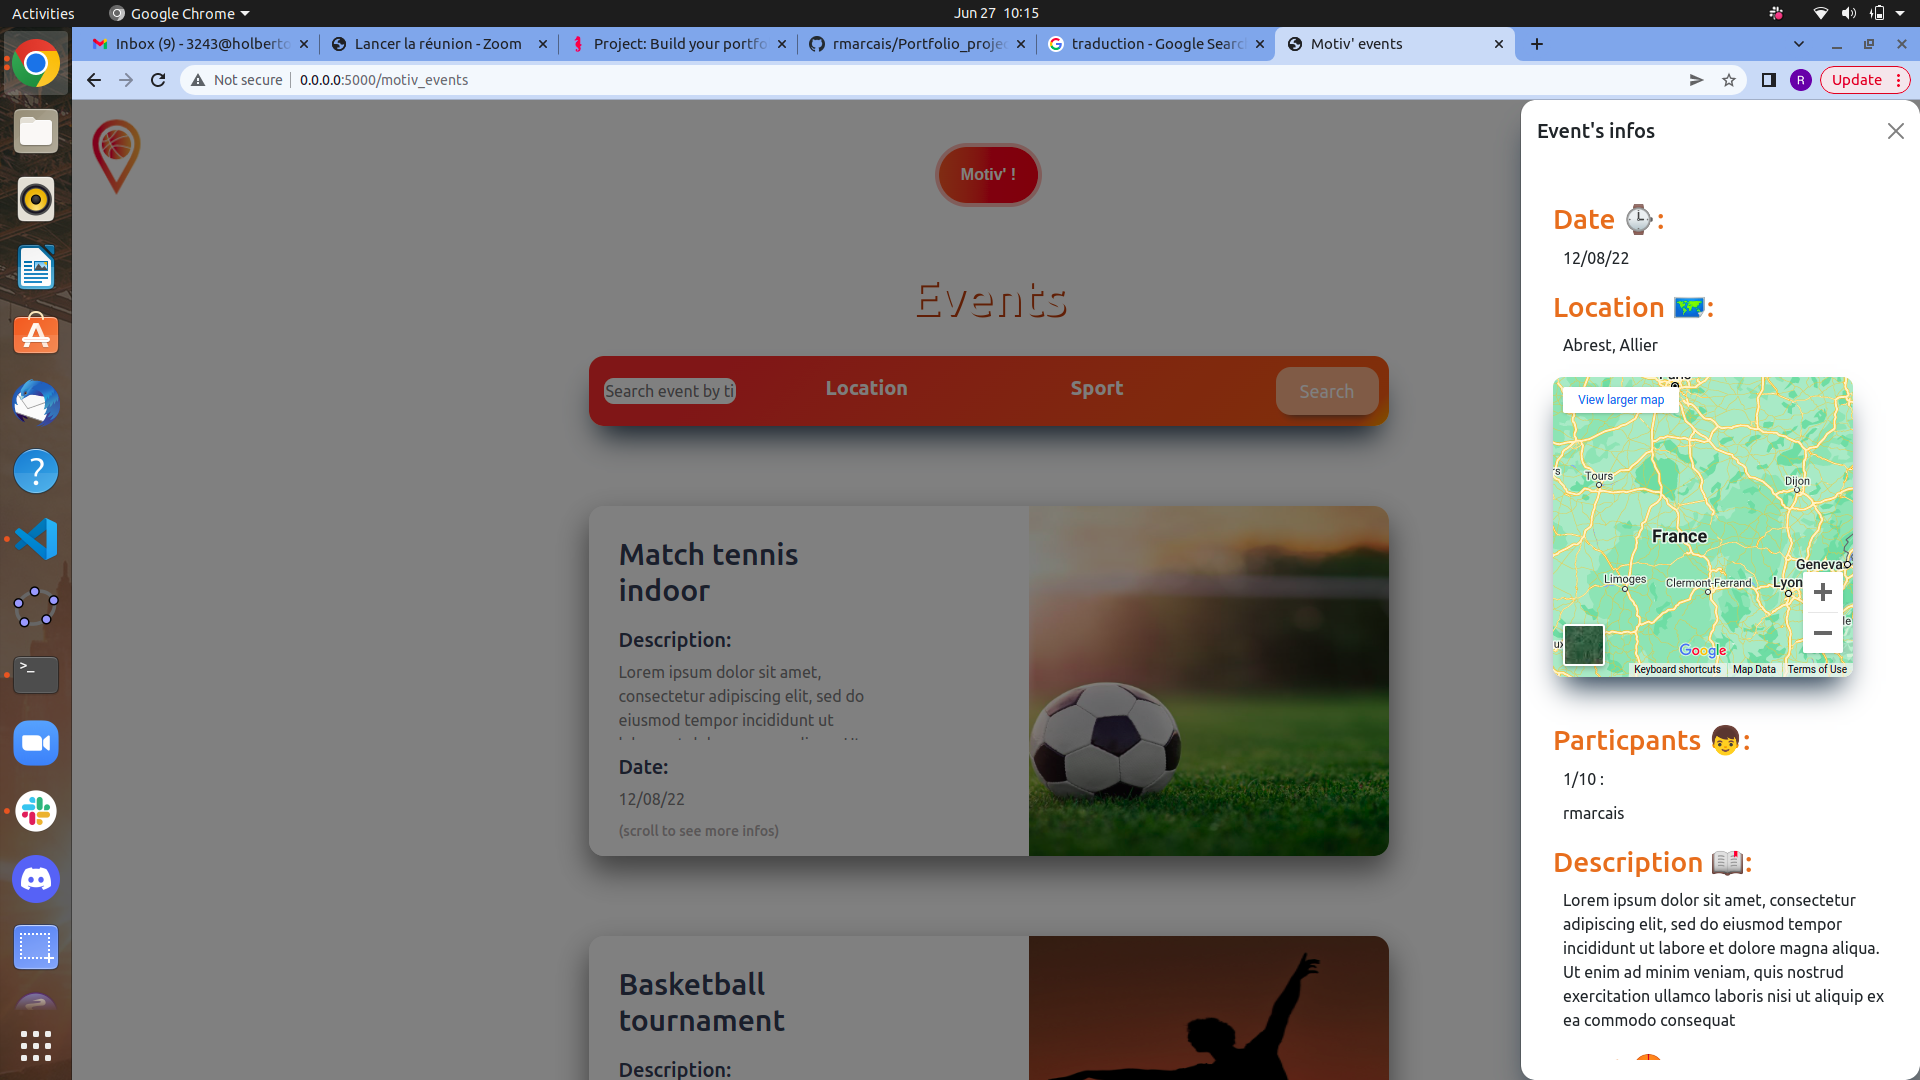 Activities
Google Chrome
Jun 27 10:15
Inbox (9) - 3243@holberto
Lancer la réunion - Zoom
Project: Build your portfo
rmarcais/Portfolio_projec
traduction - Google Searc
Motiv' events
Not secure
0.0.0.0:5000/motiv_events
R
Update
Motiv' !
Events
Search event by ti
Location
Sport
Search
Match tennis
indoor
Description:
Lorem ipsum dolor sit amet,
consectetur adipiscing elit, sed do
eiusmod tempor incididunt ut
Date:
12/08/22
(scroll to see more infos)
Basketball
tournament
Description:
Event's infos
Date ⌚:
12/08/22
Location 🗺️:
Abrest, Allier
View larger map
Paris
Tours
Dijon
France
Geneva
Limoges
Clermont-Ferrand
Lyon
Google
Keyboard shortcuts
Map Data
Terms of Use
Particpants 👦:
1/10 :
rmarcais
Description 📖:
Lorem ipsum dolor sit amet, consectetur
adipiscing elit, sed do eiusmod tempor
incididunt ut labore et dolore magna aliqua.
Ut enim ad minim veniam, quis nostrud
exercitation ullamco laboris nisi ut aliquip ex
ea commodo consequat